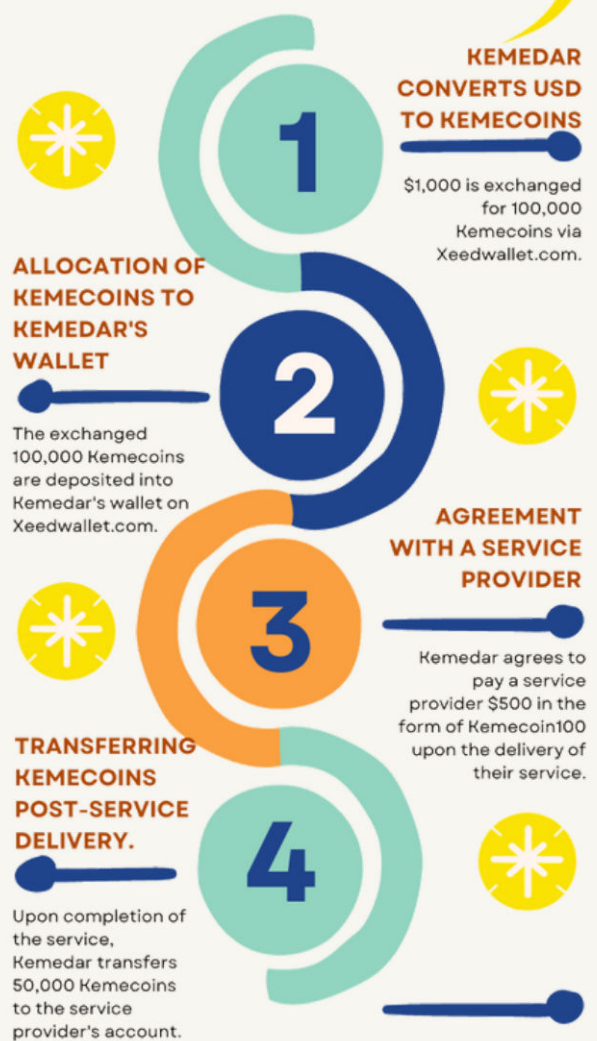 1
KEMEDAR
CONVERTS USD
TO KEMECOINS
$1,000 is exchanged
for 100,000
Kemecoins via
Xeedwallet.com.
ALLOCATION OF
KEMECOINS TO
KEMEDAR'S
WALLET
2
The exchanged
100,000 Kemecoins
are deposited into
Kemedar's wallet on
Xeedwallet.com.
AGREEMENT
WITH A SERVICE
PROVIDER
3
Kemedar agrees to
pay a service
provider $500 in the
form of Kemecoin100
upon the delivery of
their service.
TRANSFERRING
KEMECOINS
POST-SERVICE
DELIVERY.
4
Upon completion of
the service,
Kemedar transfers
50,000 Kemecoins
to the service
provider's account.